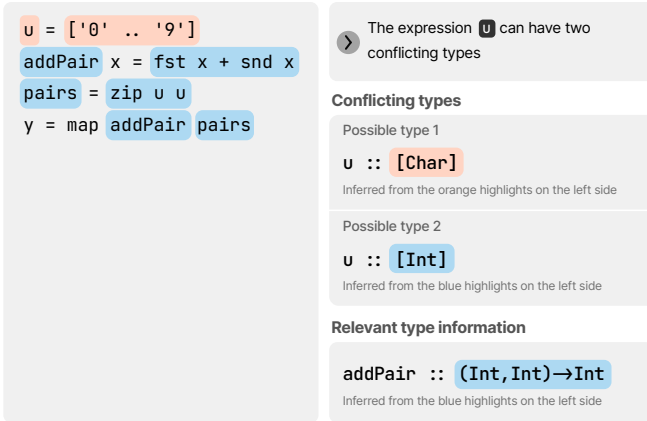 u = ['0' .. '9']
addPair x = fst x + snd x
pairs = zip u u
y = map addPair pairs
The expression u can have two
conflicting types
Conflicting types
Possible type 1
u :: [Char]
Inferred from the orange highlights on the left side
Possible type 2
u :: [Int]
Inferred from the blue highlights on the left side
Relevant type information
addPair :: (Int,Int)→Int
Inferred from the blue highlights on the left side